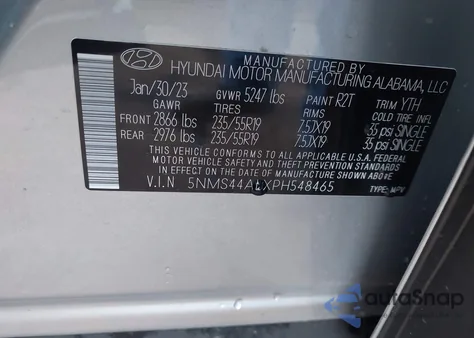 MANUFACTURED BY
HYUNDAI MOTOR MANUFACTURING ALABAMA, LLC
Jan/30/23 GVWR 5247 lbs PAINT R2T TRIM YTH
GAWR TIRES RIMS COLD TIRE INFL
FRONT 2866 lbs 235/55R19 7.5JX19 35 psi SINGLE
REAR 2976 lbs 235/55R19 7.5JX19 35 psi SINGLE
THIS VEHICLE CONFORMS TO ALL APPLICABLE U.S. FEDERAL
MOTOR VEHICLE SAFETY AND THEFT PREVENTION STANDARDS
IN EFFECT ON THE DATE OF MANUFACTURE SHOWN ABOVE.
V.I.N TYPE: MPV
autoSnap